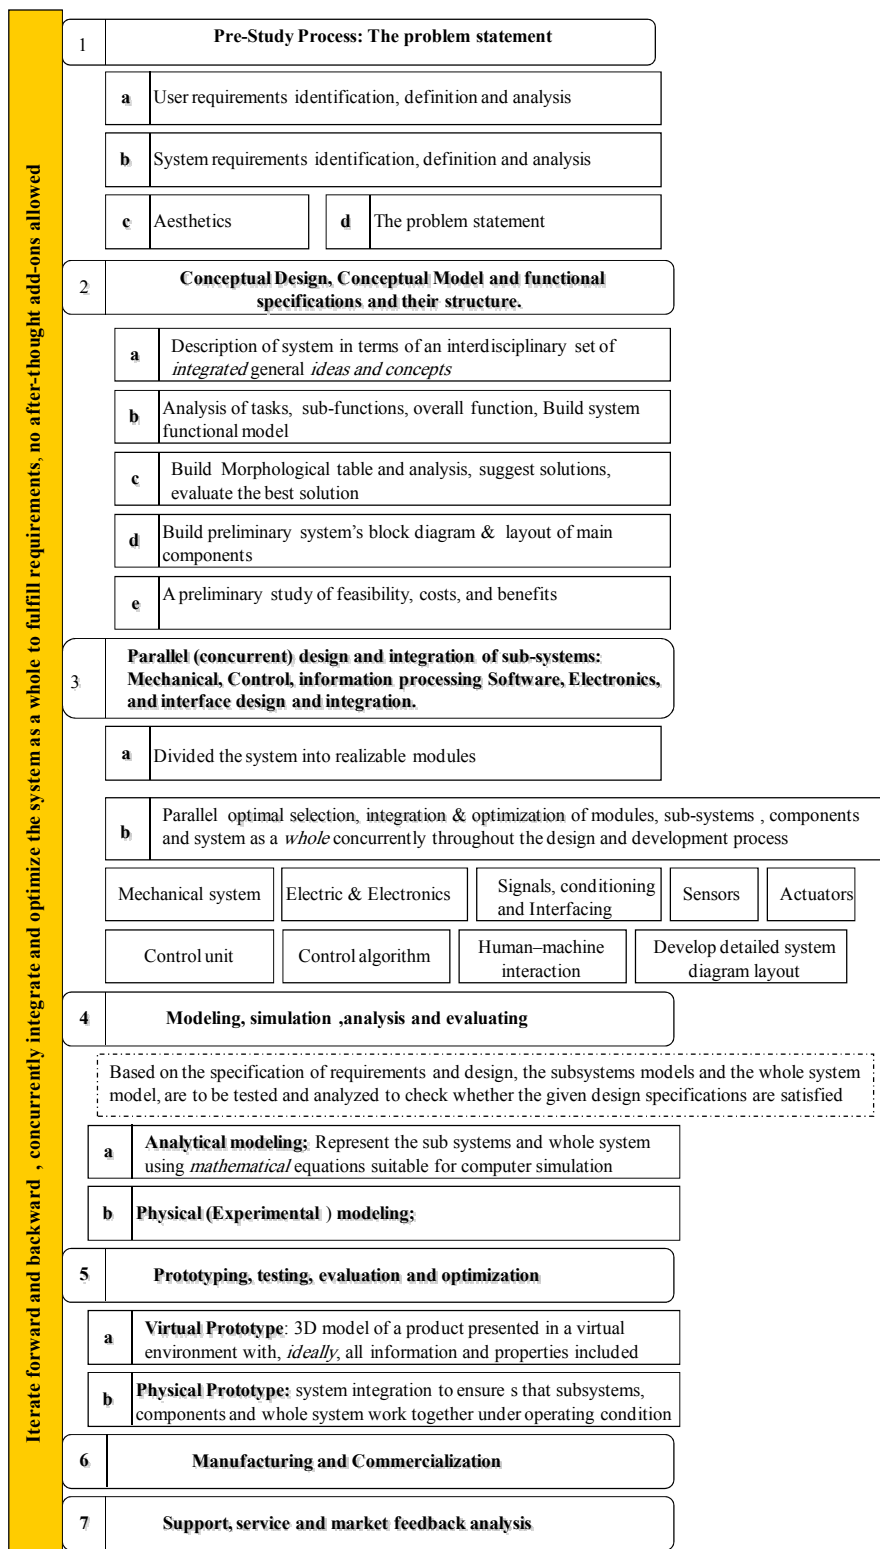 Iterate forward and backward , concurrently integrate and optimize the system as a whole to fulfill requirements, no after-thought add-ons allowed
1
Pre-Study Process: The problem statement
a
User requirements identification, definition and analysis
b
System requirements identification, definition and analysis
c
Aesthetics
d
The problem statement
2
Conceptual Design, Conceptual Model and functional
specifications and their structure.
a
Description of system in terms of an interdisciplinary set of
integrated general ideas and concepts
b
Analysis of tasks, sub-functions, overall function, Build system
functional model
c
Build Morphological table and analysis, suggest solutions,
evaluate the best solution
d
Build preliminary system's block diagram & layout of main
components
e
A preliminary study of feasibility, costs, and benefits
3
Parallel (concurrent) design and integration of sub-systems:
Mechanical, Control, information processing Software, Electronics,
and interface design and integration.
a
Divided the system into realizable modules
b
Parallel optimal selection, integration & optimization of modules, sub-systems , components
and system as a whole concurrently throughout the design and development process
Mechanical system
Electric & Electronics
Signals, conditioning
and Interfacing
Sensors
Actuators
Control unit
Control algorithm
Human–machine
interaction
Develop detailed system
diagram layout
4
Modeling, simulation ,analysis and evaluating
Based on the specification of requirements and design, the subsystems models and the whole system
model, are to be tested and analyzed to check whether the given design specifications are satisfied
a
Analytical modeling; Represent the sub systems and whole system
using mathematical equations suitable for computer simulation
b
Physical (Experimental ) modeling;
5
Prototyping, testing, evaluation and optimization
a
Virtual Prototype: 3D model of a product presented in a virtual
environment with, ideally, all information and properties included
b
Physical Prototype: system integration to ensure s that subsystems,
components and whole system work together under operating condition
6
Manufacturing and Commercialization
7
Support, service and market feedback analysis